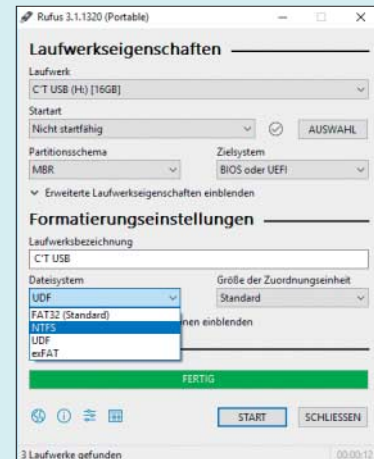 Rufus 3.1.1320 (Portable)
Laufwerkseigenschaften
Laufwerk
C'T USB (H:) [16GB]
Startart
Nicht startfähig
AUSWAHL
Partitionsschema
Zielsystem
MBR
BIOS oder UEFI
Erweiterte Laufwerkseigenschaften einblenden
Formatierungseinstellungen
Laufwerksbezeichnung
C'T USB
Dateisystem
Größe der Zuordnungseinheit
UDF
Standard
FAT32 (Standard)
NTFS
nen einblenden
UDF
exFAT
FERTIG
START
SCHLIESSEN
3 Laufwerke gefunden
00:00:12